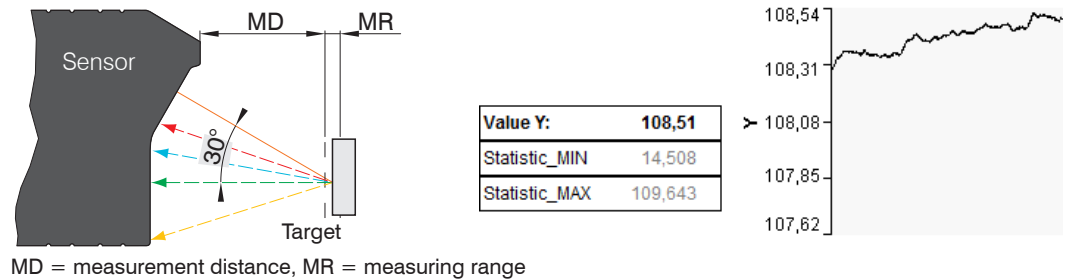 MD
MR
Sensor
30°
Target
MD = measurement distance, MR = measuring range
Value Y: 108,51
Statistic_MIN 14,508
Statistic_MAX 109,643
Y
108,54
108,31
108,08
107,85
107,62